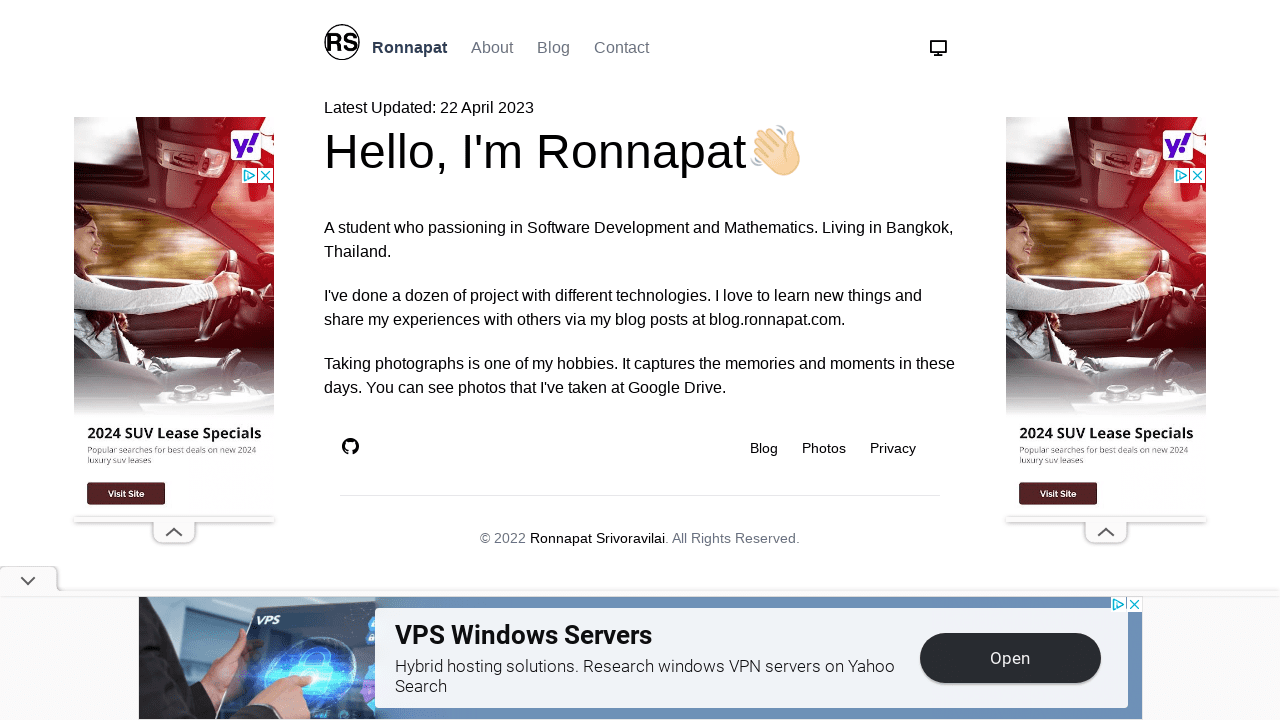 RS Ronnapat About Blog Contact
Latest Updated: 22 April 2023
Hello, I'm Ronnapat
A student who passioning in Software Development and Mathematics. Living in Bangkok,
Thailand.
I've done a dozen of project with different technologies. I love to learn new things and
share my experiences with others via my blog posts at blog.ronnapat.com.
Taking photographs is one of my hobbies. It captures the memories and moments in these
days. You can see photos that I've taken at Google Drive.
Blog Photos Privacy
© 2022 Ronnapat Srivoravilai. All Rights Reserved.
y!
2024 SUV Lease Specials
Popular searches for best deals on new 2024
luxury suv leases
Visit Site
y!
2024 SUV Lease Specials
Popular searches for best deals on new 2024
luxury suv leases
Visit Site
VPS
VPS Windows Servers
Hybrid hosting solutions. Research windows VPN servers on Yahoo
Search
Open